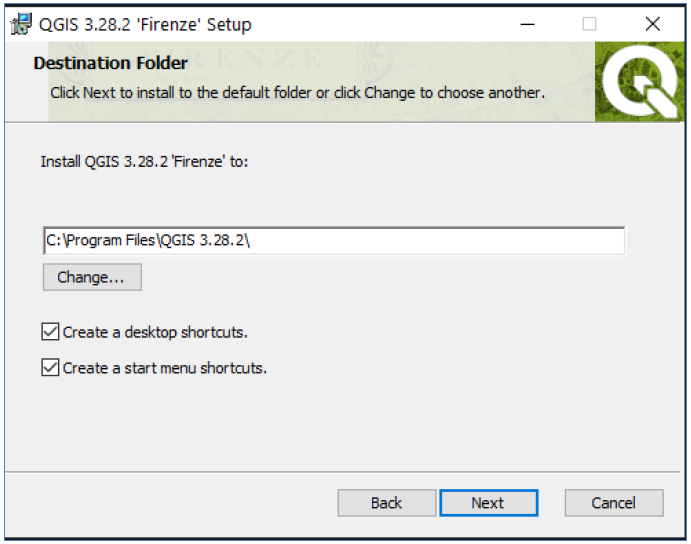 QGIS 3.28.2 'Firenze' Setup
FIRENZE
Destination Folder
Click Next to install to the default folder or click Change to choose another.
Install QGIS 3.28.2 'Firenze' to:
C:\Program Files\QGIS 3.28.2\
Change...
Create a desktop shortcuts.
Create a start menu shortcuts.
Back
Next
Cancel